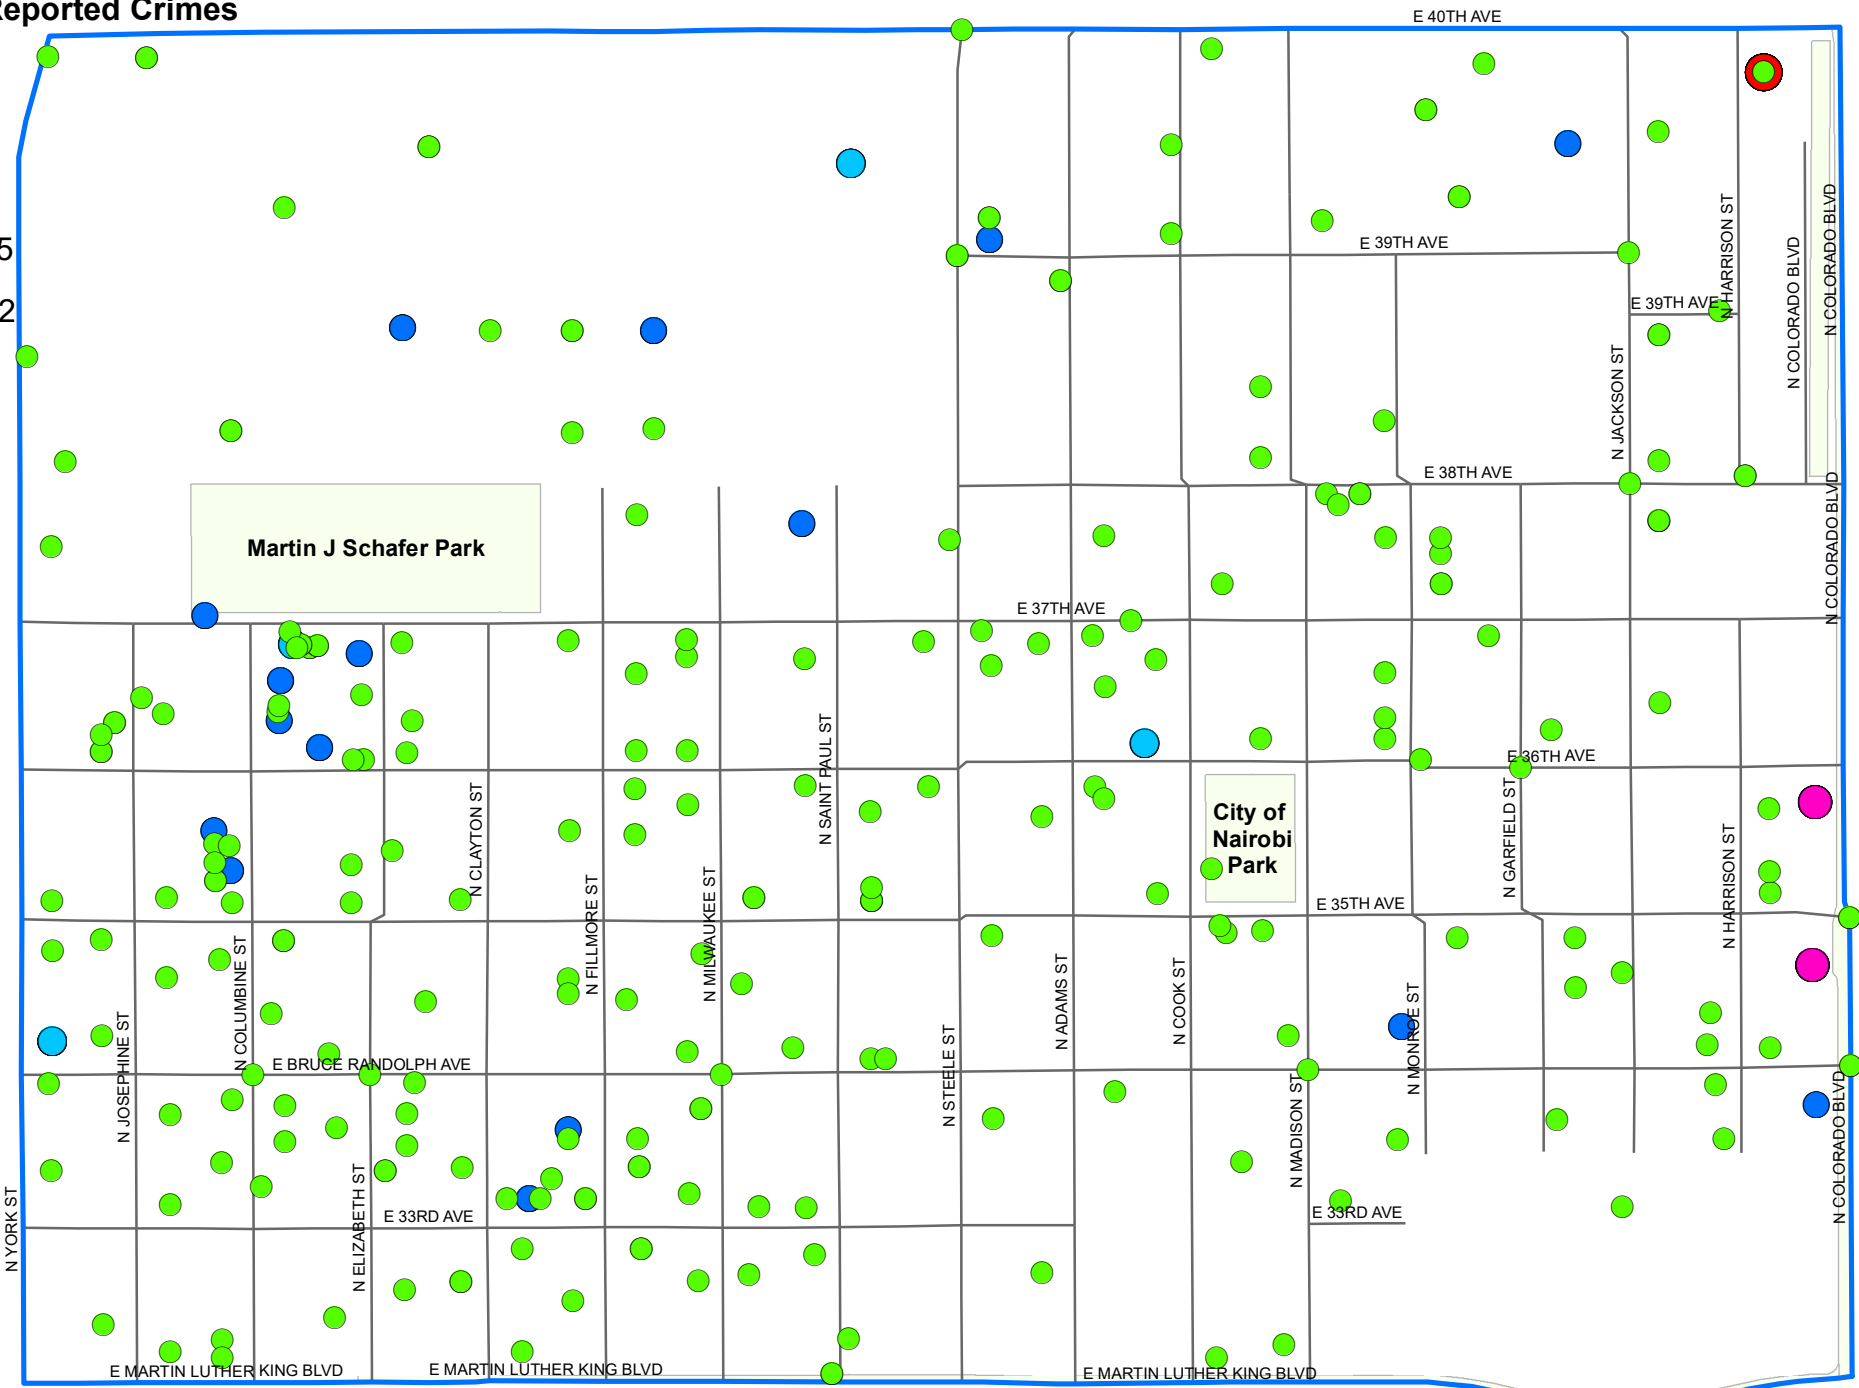 Reported Crimes
E 40TH AVE
5
E 39TH AVE
E 39TH AVE
N HARRISON ST
N COLORADO BLVD
N COLORADO BLVD
2
N JACKSON ST
E 38TH AVE
N COLORADO BLVD
Martin J Schafer Park
E 37TH AVE
N SAINT PAUL ST
E 36TH AVE
City of
Nairobi
Park
N CLAYTON ST
N GARFIELD ST
N HARRISON ST
N FILLMORE ST
N MILWAUKEE ST
E 35TH AVE
N COLUMBINE ST
N ADAMS ST
N COOK ST
N MONROE ST
N JOSEPHINE ST
E BRUCE RANDOLPH AVE
N STEELE ST
N MADISON ST
N COLORADO BLVD
N YORK ST
N ELIZABETH ST
E 33RD AVE
E 33RD AVE
E MARTIN LUTHER KING BLVD
E MARTIN LUTHER KING BLVD
E MARTIN LUTHER KING BLVD